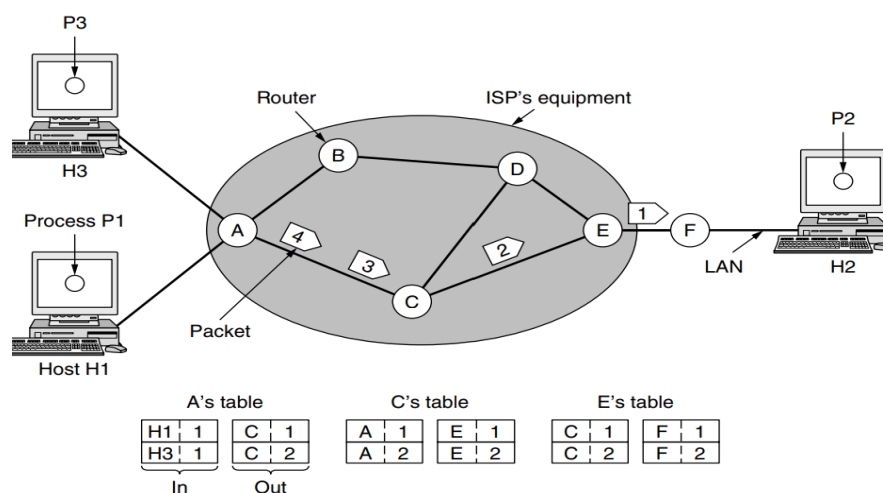 P3
Router
ISP's equipment
P2
B
D
H3
Process P1
A
4
3
C
2
E
1
F
LAN
H2
Packet
Host H1
A's table
C's table
E's table
H1 1 C 1 A 1 E 1 C 1 F 1
H3 1 C 2 A 2 E 2 C 2 F 2
In Out